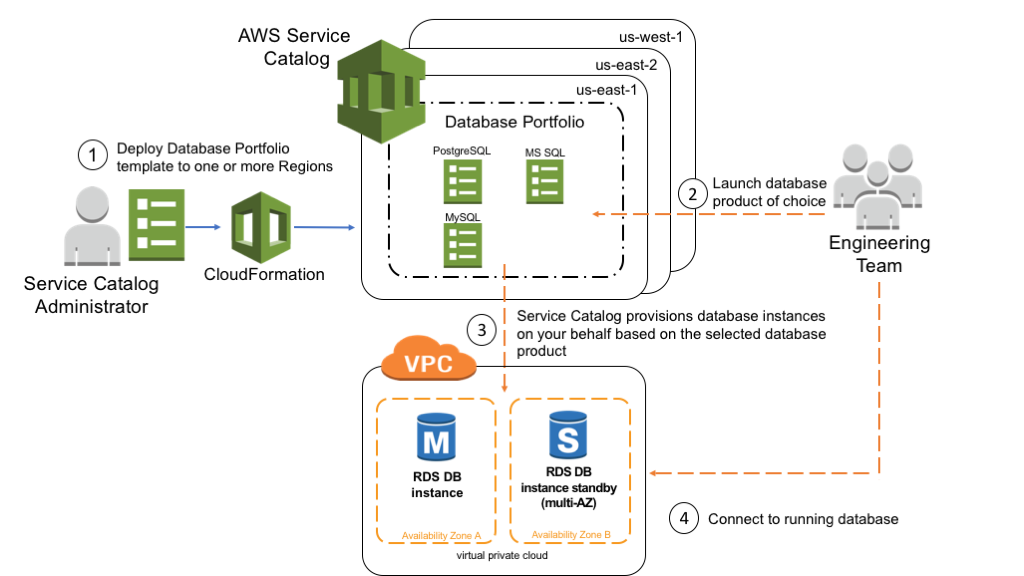 AWS Service
Catalog
us-west-1
us-east-2
us-east-1
Database Portfolio
PostgreSQL
MS SQL
MySQL
1
Deploy Database Portfolio
template to one or more Regions
Service Catalog
Administrator
CloudFormation
2
Launch database
product of choice
Engineering
Team
3
Service Catalog provisions database instances
on your behalf based on the selected database
product
VPC
M
RDS DB
instance
Availability Zone A
S
RDS DB
instance standby
(multi-AZ)
Availability Zone B
virtual private cloud
4
Connect to running database